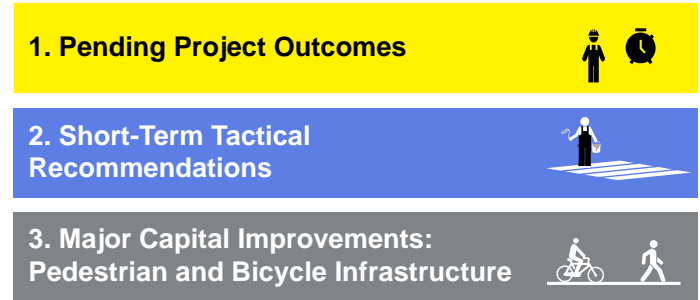 1. Pending Project Outcomes
2. Short-Term Tactical
Recommendations
3. Major Capital Improvements:
Pedestrian and Bicycle Infrastructure